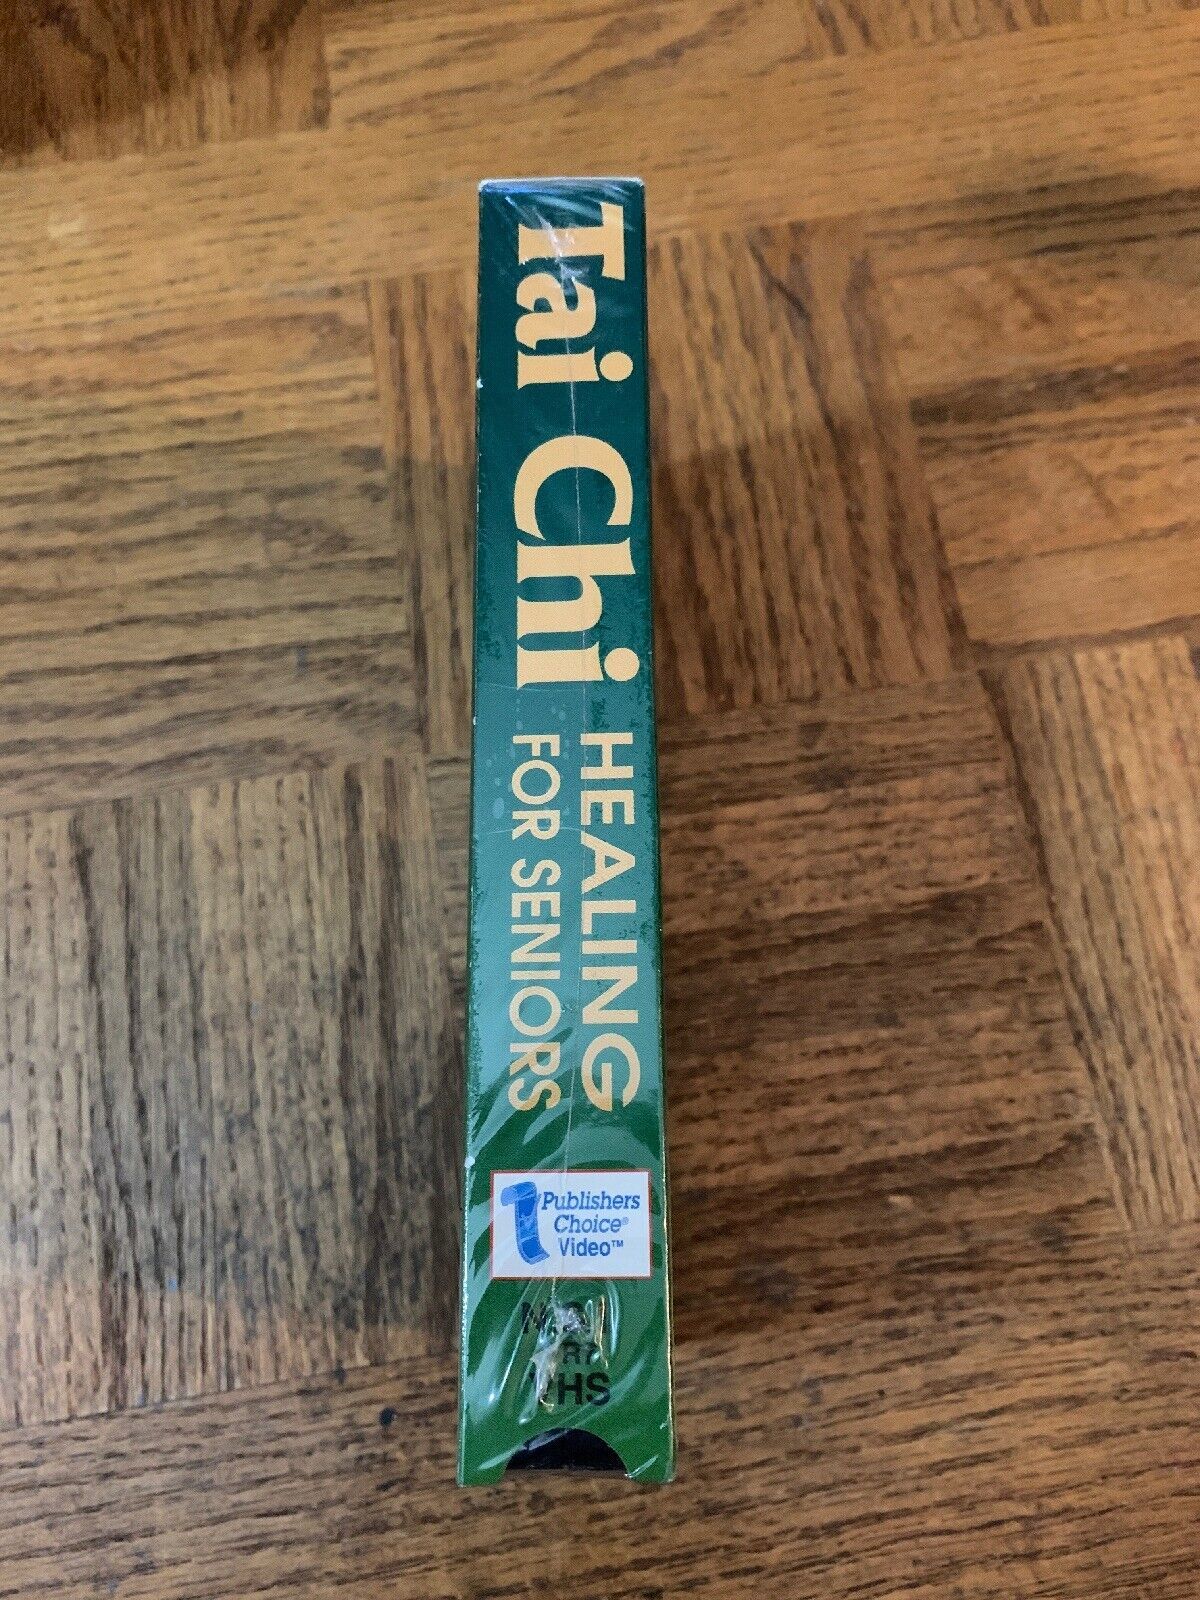 Tai Chi
HEALING
FOR SENIORS
Publishers
Choice®
Video™
VHS